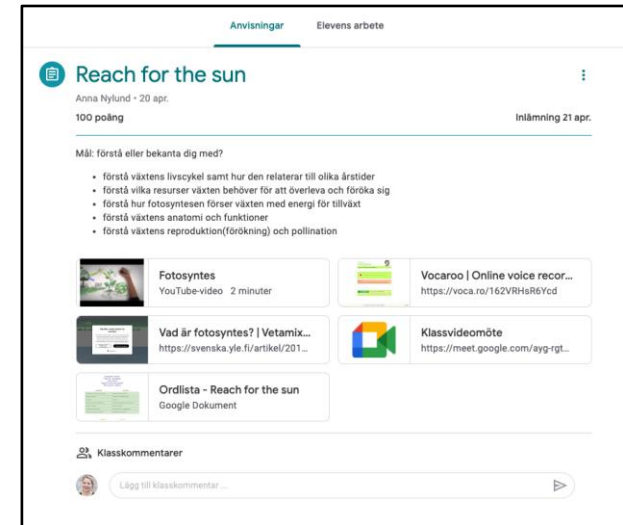 Anvisningar
Elevens arbete
Reach for the sun
Anna Nylund • 20 apr.
100 poäng
Inlämning 21 apr.
Mål: förstå eller bekanta dig med?
• förstå växtens livscykel samt hur den relaterar till olika årstider
• förstå vilka resurser växten behöver för att överleva och föröka sig
• förstå hur fotosyntesen förser växten med energi för tillväxt
• förstå växtens anatomi och funktioner
• förstå växtens reproduktion(förökning) och pollination
Fotosyntes
YouTube-video 2 minuter
Vocaroo | Online voice recor...
https://voca.ro/162VRHsR6Ycd
Vad är fotosyntes? | Vetamix...
https://svenska.yle.fi/artikel/201...
Klassvideomöte
https://meet.google.com/ayg-rgt...
Ordlista - Reach for the sun
Google Dokument
Klasskommentarer
Lägg till klasskommentar ...